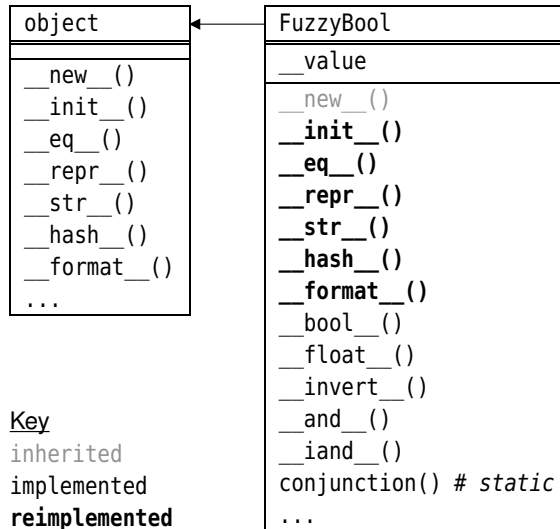 object
__new__()
__init__()
__eq__()
__repr__()
__str__()
__hash__()
__format__()
...
FuzzyBool
__value
__new__()
__init__()
__eq__()
__repr__()
__str__()
__hash__()
__format__()
__bool__()
__float__()
__invert__()
__and__()
__iand__()
conjunction() # static
...
Key
inherited
implemented
reimplemented